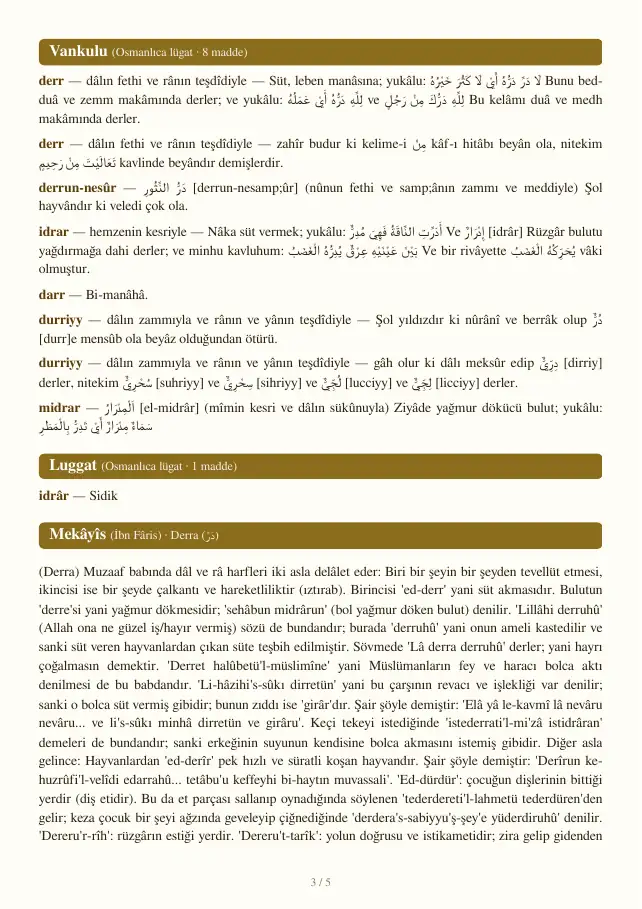 Vankulu (Osmanlıca lügat · 8 madde)
derr — dâlın fethi ve rânın teşdîdiyle — Süt, leben manâsına; yukâlu: لَا دَرَّ دَرُّهُ أَيْ لَا كَثُرَ خَيْرُهُ Bunu bed-
duâ ve zemm makâmında derler; ve yukâlu: لِلَّهِ دَرُّهُ أَيْ عَمَلُهُ ve لِلَّهِ دَرُّكَ مِنْ رَجُلٍ Bu kelâmı duâ ve medh
makâmında derler.
derr — dâlın fethi ve rânın teşdîdiyle — zahîr budur ki kelime-i مِنْ kâf-ı hitâbı beyân ola, nitekim
تَعَالَيْتَ مِنْ رَحِيمٍ kavlinde beyândır demişlerdir.
derrun-nesûr — دَرُّ النَّثُورِ [derrun-nesamp;ûr] (nûnun fethi ve samp;ânın zammı ve meddiyle) Şol
hayvândır ki veledi çok ola.
idrar — hemzenin kesriyle — Nâka süt vermek; yukâlu: أَدَرَّتِ النَّاقَةُ فَهِيَ مُدِرٌّ Ve إِدْرَارٌ [idrâr] Rüzgâr bulutu
yağdırmağa dahi derler; ve minhu kavluhum: بَيْنَ عَيْنَيْهِ عِرْقٌ يُدِرُّهُ الْغَضَبُ Ve bir rivâyette يُحَرِّكُهُ الْغَضَبُ vâki
olmuştur.
darr — Bi-manâhâ.
durriyy — dâlın zammıyla ve rânın ve yânın teşdîdiyle — Şol yıldızdır ki nûrânî ve berrâk olup دُرٌّ
[durr]e mensûb ola beyâz olduğundan ötürü.
durriyy — dâlın zammıyla ve rânın ve yânın teşdîdiyle — gâh olur ki dâlı meksûr edip دِرِّيٌّ [dirriy]
derler, nitekim سُخْرِيٌّ [suhriyy] ve سِخْرِيٌّ [sihriyy] ve لُجِّيٌّ [lucciyy] ve لِجِّيٌّ [licciyy] derler.
midrar — اَلْمِدْرَارُ [el-midrâr] (mîmin kesri ve dâlın sükûnuyla) Ziyâde yağmur dökücü bulut; yukâlu:
سَمَاءٌ مِدْرَارٌ أَيْ تَدِرُّ بِالْمَطَرِ
Luggat (Osmanlıca lügat · 1 madde)
idrâr — Sidik
Mekâyîs (İbn Fâris) · Derra (دَرَّ)
(Derra) Muzaaf babında dâl ve râ harfleri iki asla delâlet eder: Biri bir şeyin bir şeyden tevellüt etmesi,
ikincisi ise bir şeyde çalkantı ve hareketliliktir (ıztırab). Birincisi 'ed-derr' yani süt akmasıdır. Bulutun
'derre'si yani yağmur dökmesidir; 'sehâbun midrârun' (bol yağmur döken bulut) denilir. 'Lillâhi derruhû'
(Allah ona ne güzel iş/hayır vermiş) sözü de bundandır; burada 'derruhû' yani onun ameli kastedilir ve
sanki süt veren hayvanlardan çıkan süte teşbih edilmiştir. Sövmede 'Lâ derra derruhû' derler; yani hayrı
çoğalmasın demektir. 'Derret halûbetü'l-müslimîne' yani Müslümanların fey ve haracı bolca aktı
denilmesi de bu babdandır. 'Li-hâzihi's-sûkı dirretün' yani bu çarşının revacı ve işlekliği var denilir;
sanki o bolca süt vermiş gibidir; bunun zıddı ise 'girâr'dır. Şair şöyle demiştir: 'Elâ yâ le-kavmî lâ nevâru
nevâru... ve li's-sûkı minhâ dirretun ve girâru'. Keçi tekeyi istediğinde 'istederrati'l-mi'zâ istidrâran'
demeleri de bundandır; sanki erkeğinin suyunun kendisine bolca akmasını istemiş gibidir. Diğer asla
gelince: Hayvanlardan 'ed-derîr' pek hızlı ve süratli koşan hayvandır. Şair şöyle demiştir: 'Derîrun ke-
huzrûfi'l-velîdi edarrahû... tetâbu'u keffeyhi bi-haytın muvassali'. 'Ed-dürdür': çocuğun dişlerinin bittiği
yerdir (diş etidir). Bu da et parçası sallanıp oynadığında söylenen 'tederdereti'l-lahmetü tederdüren'den
gelir; keza çocuk bir şeyi ağzında geveleyip çiğnediğinde 'derdera's-sabiyyu'ş-şey'e yüderdiruhû' denilir.
'Dereru'r-rîh': rüzgârın estiği yerdir. 'Dereru't-tarîk': yolun doğrusu ve istikametidir; zira gelip gidenden
3 / 5